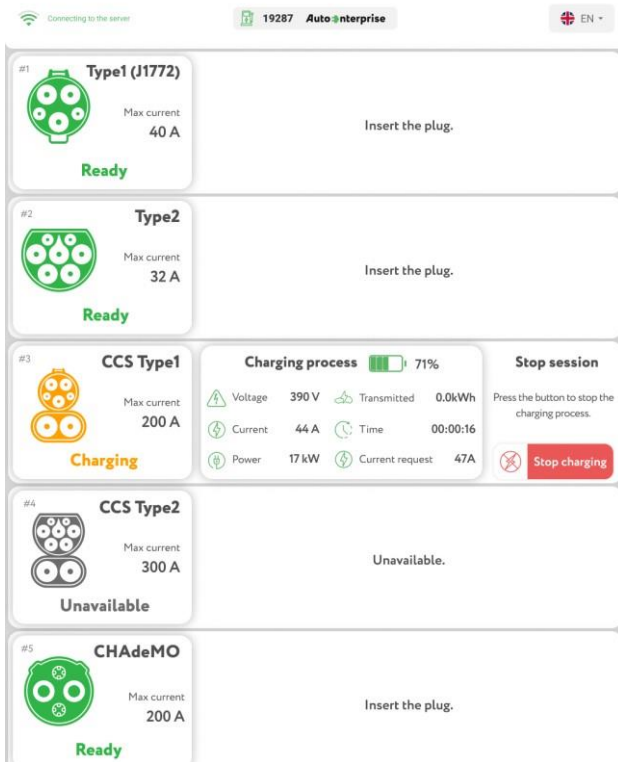 Connecting to the server
19287 Autoenterprise
EN
#1
Type1 (J1772)
Max current
40 A
Ready
Insert the plug.
#2
Type2
Max current
32 A
Ready
Insert the plug.
#3
CCS Type1
Max current
200 A
Charging
Charging process 71%
Voltage 390 V Transmitted 0.0kWh
Current 44 A Time 00:00:16
Power 17 kW Current request 47A
Stop session
Press the button to stop the
charging process.
Stop charging
#4
CCS Type2
Max current
300 A
Unavailable
Unavailable.
#5
CHAdeMO
Max current
200 A
Ready
Insert the plug.